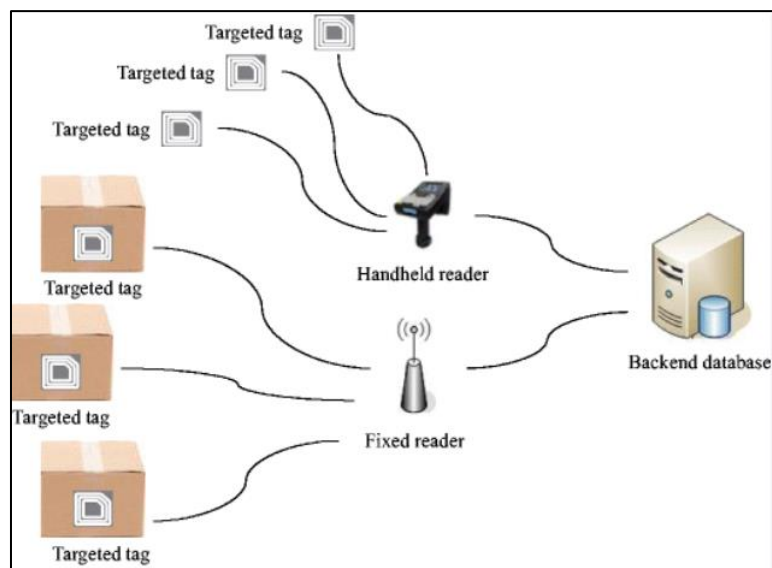 Targeted tag
Targeted tag
Targeted tag
Targeted tag
Handheld reader
Backend database
Targeted tag
Fixed reader
Targeted tag